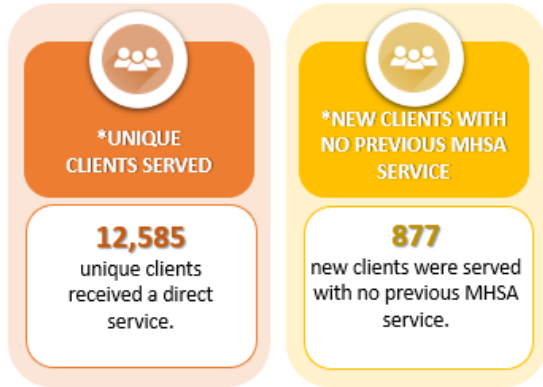 *UNIQUE
CLIENTS SERVED
12,585
unique clients
received a direct
service.
*NEW CLIENTS WITH
NO PREVIOUS MHSA
SERVICE
877
new clients were served
with no previous MHSA
service.